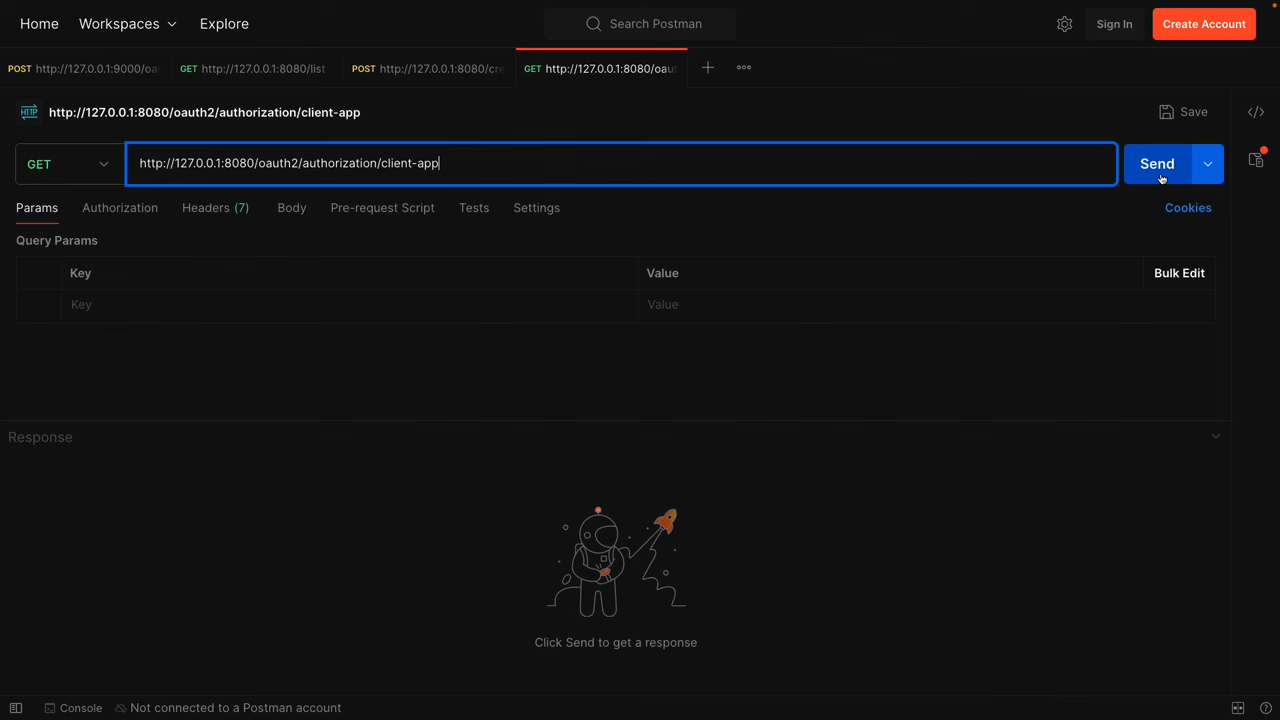 Home Workspaces Explore Search Postman Sign In Create Account
POST http://127.0.0.1:9000/oa GET http://127.0.0.1:8080/list POST http://127.0.0.1:8080/cre GET http://127.0.0.1:8080/oau
HTTP http://127.0.0.1:8080/oauth2/authorization/client-app Save
GET http://127.0.0.1:8080/oauth2/authorization/client-app Send
Params Authorization Headers (7) Body Pre-request Script Tests Settings Cookies
Query Params
Key Value Bulk Edit
Key Value
Response
Click Send to get a response
Console Not connected to a Postman account